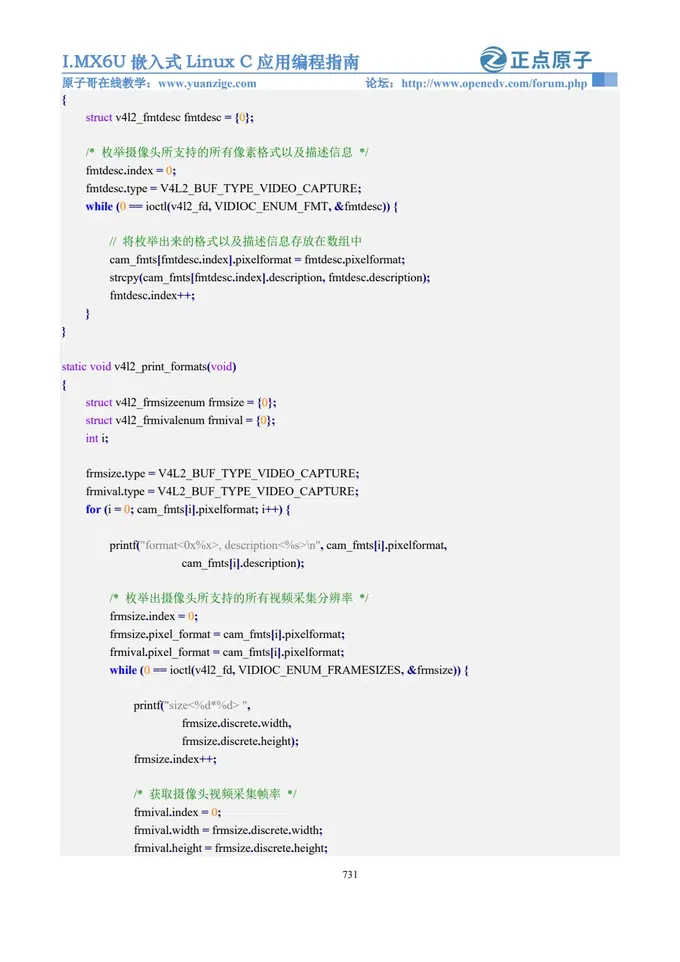 I.MX6U 嵌入式 Linux C 应用编程指南
正点原子
原子哥在线教学：www.yuanzige.com 论坛：http://www.openedv.com/forum.php
{
struct v4l2_fmtdesc fmtdesc = {0};
/* 枚举摄像头所支持的所有像素格式以及描述信息 */
fmtdesc.index = 0;
fmtdesc.type = V4L2_BUF_TYPE_VIDEO_CAPTURE;
while (0 == ioctl(v4l2_fd, VIDIOC_ENUM_FMT, &fmtdesc)) {
// 将枚举出来的格式以及描述信息存放在数组中
cam_fmts[fmtdesc.index].pixelformat = fmtdesc.pixelformat;
strcpy(cam_fmts[fmtdesc.index].description, fmtdesc.description);
fmtdesc.index++;
}
}
static void v4l2_print_formats(void)
{
struct v4l2_frmsizeenum frmsize = {0};
struct v4l2_frmivalenum frmival = {0};
int i;
frmsize.type = V4L2_BUF_TYPE_VIDEO_CAPTURE;
frmival.type = V4L2_BUF_TYPE_VIDEO_CAPTURE;
for (i = 0; cam_fmts[i].pixelformat; i++) {
printf("format<0x%x>, description<%s>\n", cam_fmts[i].pixelformat,
cam_fmts[i].description);
/* 枚举出摄像头所支持的所有视频采集分辨率 */
frmsize.index = 0;
frmsize.pixel_format = cam_fmts[i].pixelformat;
frmival.pixel_format = cam_fmts[i].pixelformat;
while (0 == ioctl(v4l2_fd, VIDIOC_ENUM_FRAMESIZES, &frmsize)) {
printf("size<%d*%d> ",
frmsize.discrete.width,
frmsize.discrete.height);
frmsize.index++;
/* 获取摄像头视频采集帧率 */
frmival.index = 0;
frmival.width = frmsize.discrete.width;
frmival.height = frmsize.discrete.height;
731